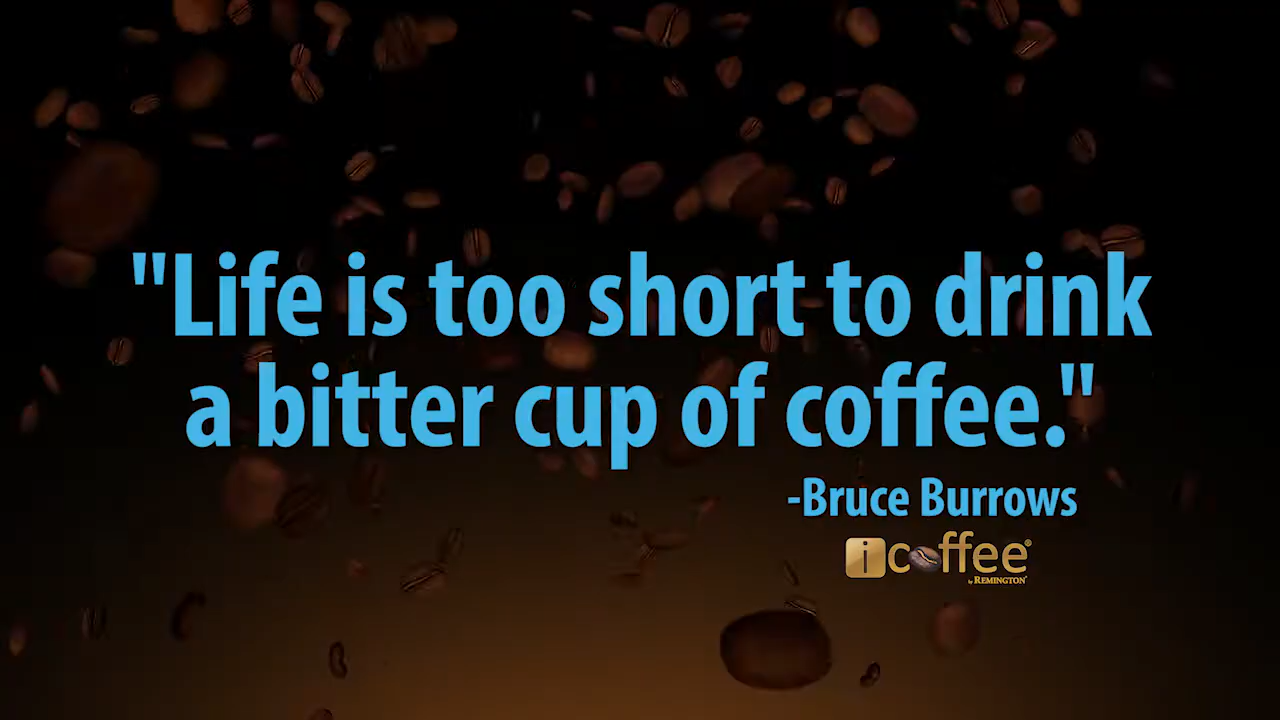 "Life is too short to drink
a bitter cup of coffee."
-Bruce Burrows
icoffee®
by REMINGTON®